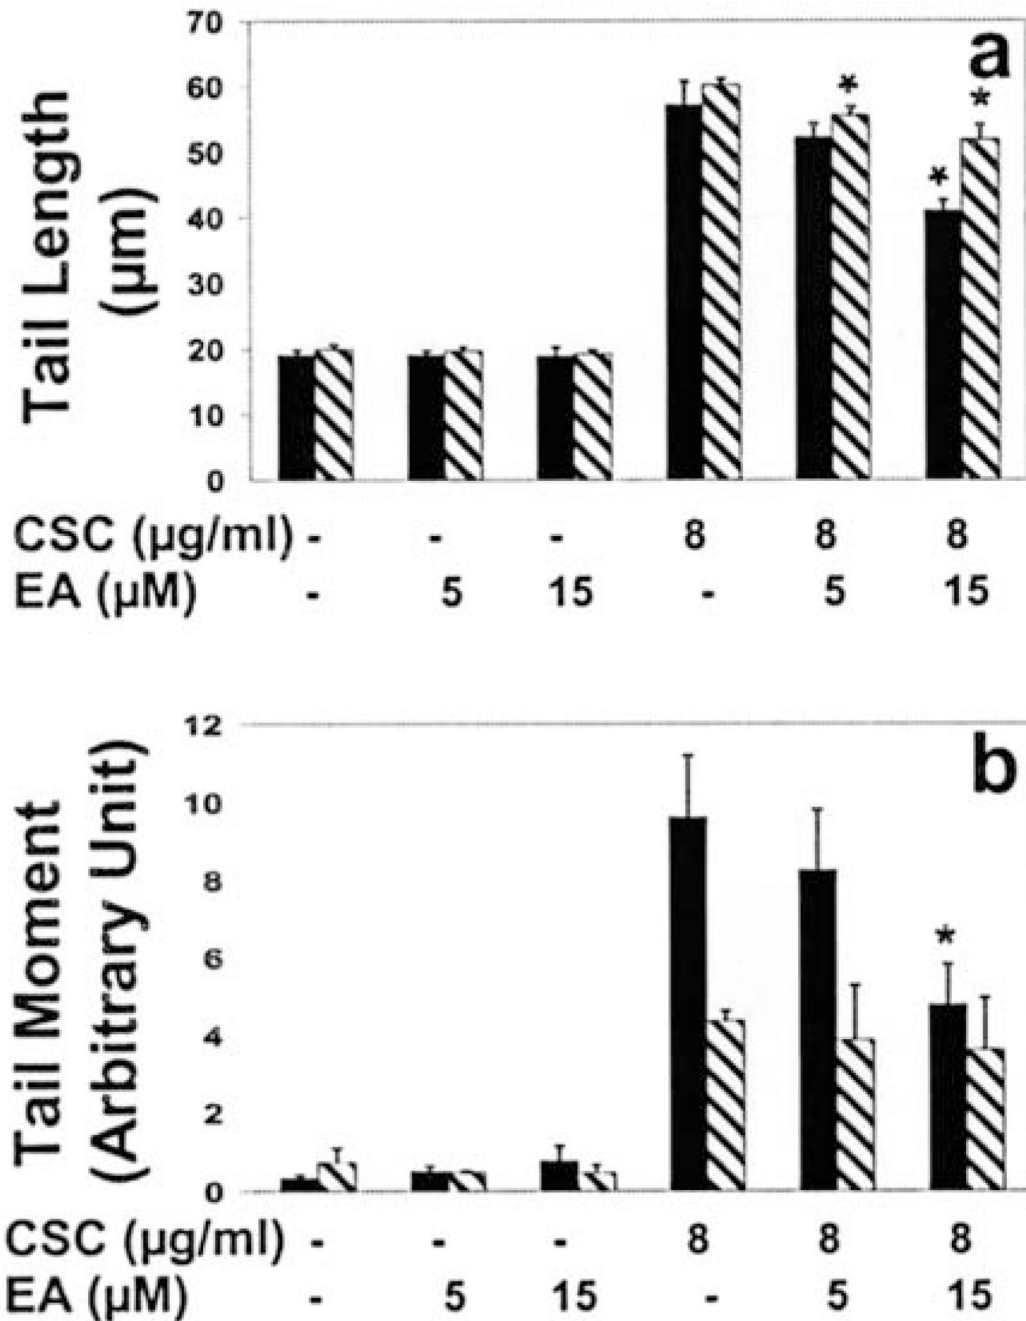 70
a
60
* *
50
*
40
30
20
10
0
Tail Length
(µm)
CSC (µg/ml) - - - 8 8 8
EA (µM) - 5 15 - 5 15
12
b
10
8
6
*
4
2
0
Tail Moment
(Arbitrary Unit)
CSC (µg/ml) - - - 8 8 8
EA (µM) - 5 15 - 5 15